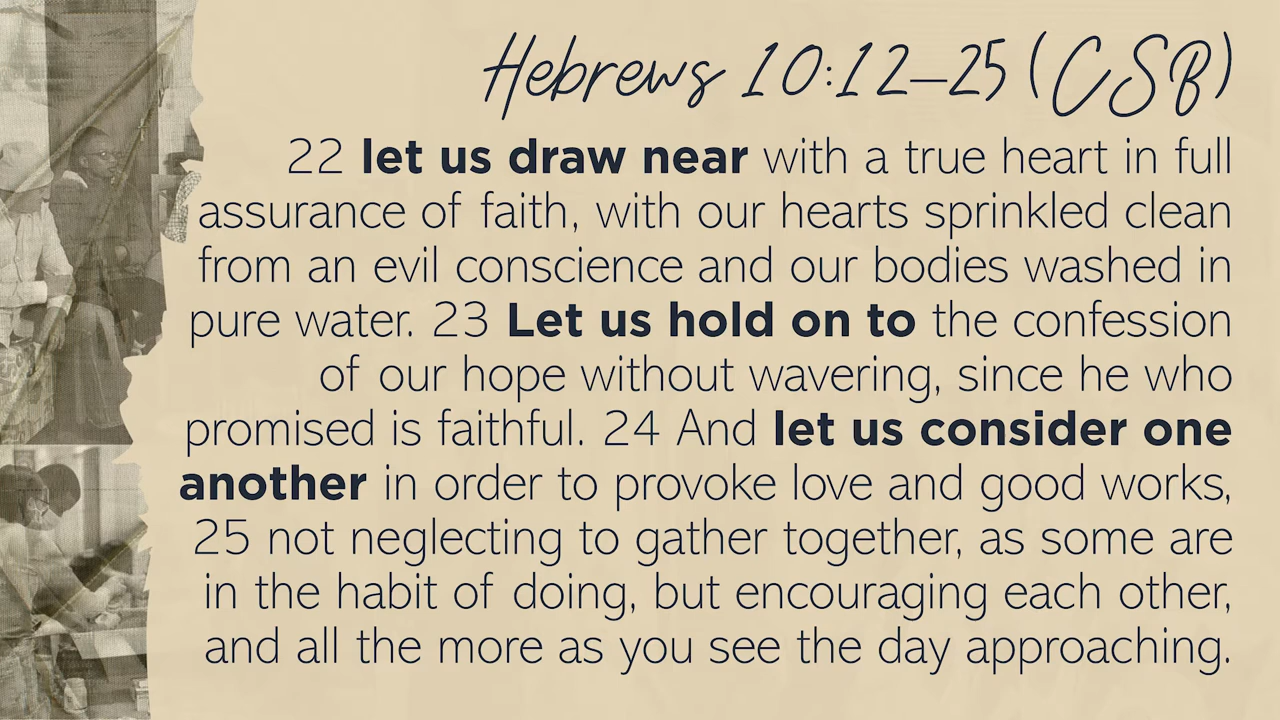 Hebrews 10:12–25 (CSB)
22 let us draw near with a true heart in full
assurance of faith, with our hearts sprinkled clean
from an evil conscience and our bodies washed in
pure water. 23 Let us hold on to the confession
of our hope without wavering, since he who
promised is faithful. 24 And let us consider one
another in order to provoke love and good works,
25 not neglecting to gather together, as some are
in the habit of doing, but encouraging each other,
and all the more as you see the day approaching.